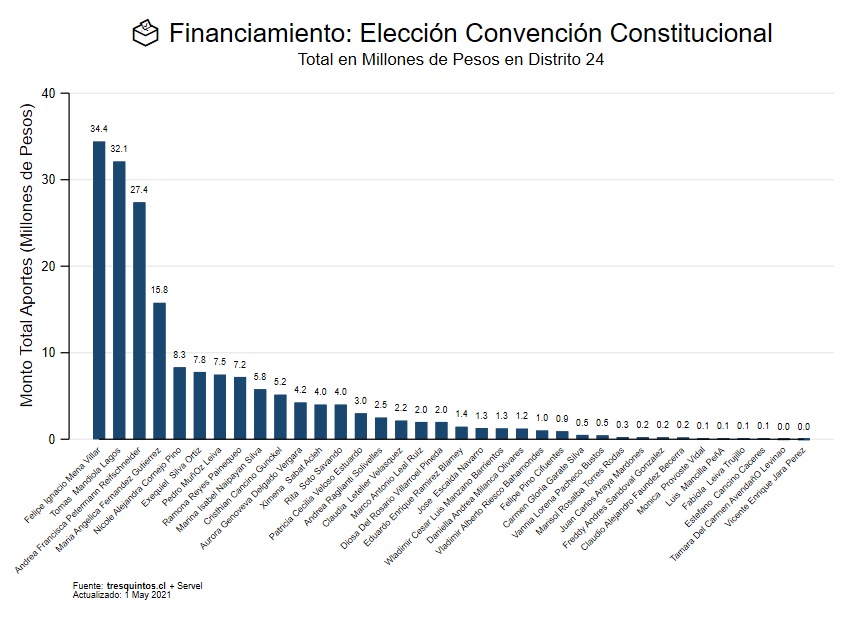 Financiamiento: Elección Convención Constitucional
Total en Millones de Pesos en Distrito 24
Monto Total Aportes (Millones de Pesos)
40
30
20
10
0
34.4
32.1
27.4
15.8
8.3
7.8
7.5
7.2
5.8
5.2
4.2
4.0
4.0
3.0
2.5
2.2
2.0
2.0
1.4
1.3
1.3
1.2
1.0
0.9
0.5
0.5
0.3
0.2
0.2
0.2
0.1
0.1
0.1
0.1
0.0
0.0
Felipe Ignacio Mena Villar
Tomas Mandiola Lagos
Andrea Francisca Petermann Reifschneider
Maria Angelica Fernandez Gutierrez
Nicole Alejandra Cornejo Pino
Exequiel Silva Ortiz
Pedro MuñOz Leiva
Ramona Reyes Painequeo
Marina Isabel Naipayan Silva
Cristhian Cancino Gunckel
Aurora Genoveva Delgado Vergara
Ximena Sabat Acleh
Rita Soto Savando
Patricia Cecilia Veloso Estuardo
Andrea Raglianti Solivelles
Claudia Letelier Velasquez
Marco Antonio Leal Ruiz
Diosa Del Rosario Villarroel Pineda
Eduardo Enrique Ramirez Blamey
Jose Escalida Navarro
Wladimir Cesar Luis Manzano Barrientos
Daniella Andrea Milanca Olivares
Vladimir Alberto Riesco Bahamondes
Felipe Pino Cifuentes
Carmen Gloria Garate Silva
Vannia Lorena Pacheco Bustos
Marisol Rosalba Torres Rodas
Juan Carlos Araya Mardones
Freddy Andres Sandoval Gonzalez
Claudio Alejandro Faundez Becerra
Monica Provoste Vidal
Luis Mancilla PeñA
Fabiola Leiva Trujillo
Estefano Cancino Caceres
Tamara Del Carmen AvendañO Levinao
Vicente Enrique Jara Perez
Fuente: tresquintos.cl + Servel
Actualizado: 1 May 2021